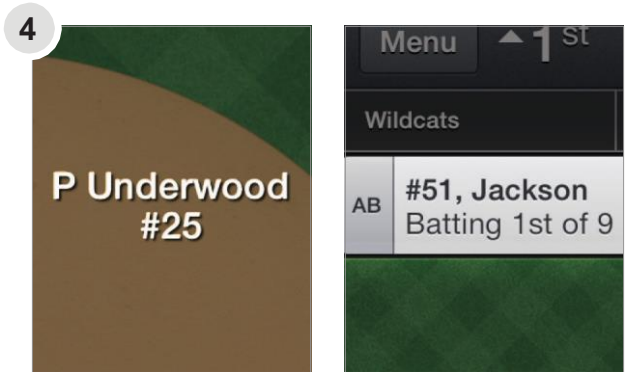 4
P Underwood
#25
Menu ▲ 1st
Wildcats
AB
#51, Jackson
Batting 1st of 9